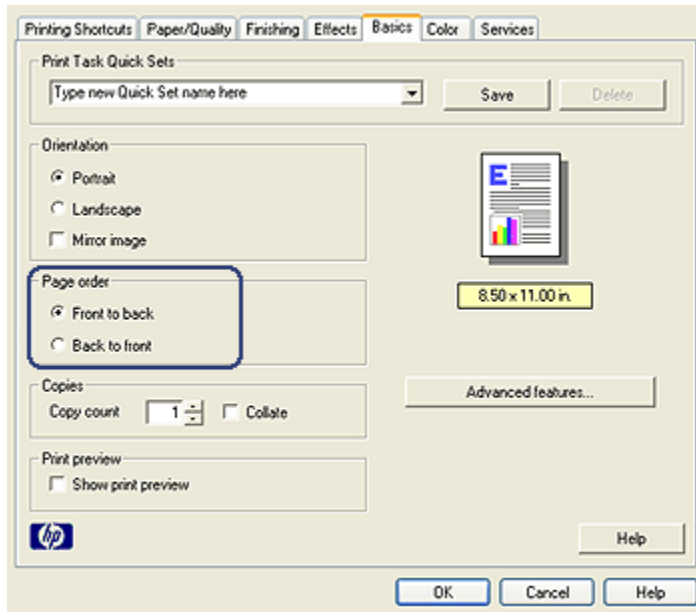 Printing Shortcuts Paper/Quality Finishing Effects Basics Color Services
Print Task Quick Sets
Type new Quick Set name here Save Delete
Orientation
Portrait
Landscape
Mirror image
E
8.50 x 11.00 in.
Page order
Front to back
Back to front
Advanced features...
Copies
Copy count 1 Collate
Print preview
Show print preview
hp Help
OK Cancel Help